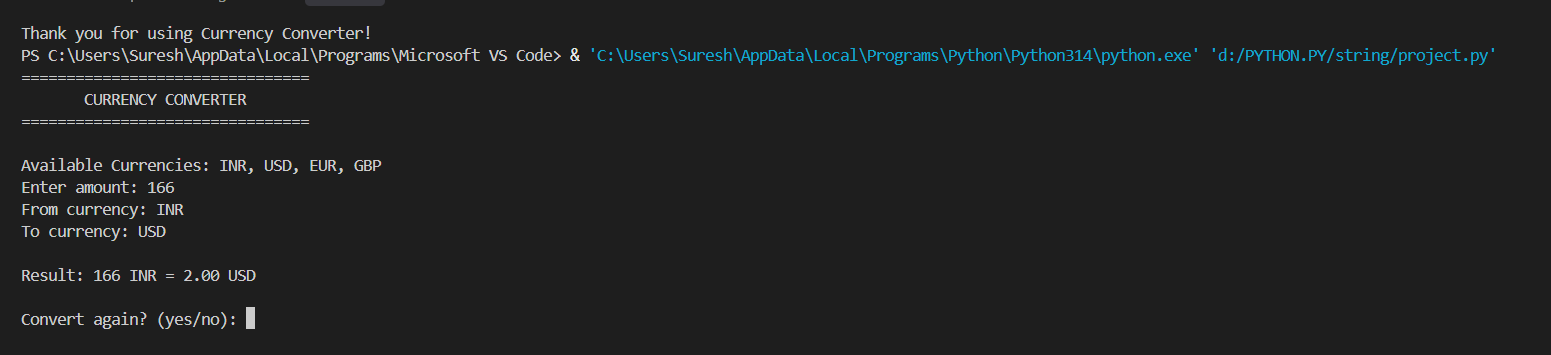 Thank you for using Currency Converter!
PS C:\Users\Suresh\AppData\Local\Programs\Microsoft VS Code> & 'C:\Users\Suresh\AppData\Local\Programs\Python\Python314\python.exe' 'd:/PYTHON.PY/string/project.py'
================================
CURRENCY CONVERTER
================================
Available Currencies: INR, USD, EUR, GBP
Enter amount: 166
From currency: INR
To currency: USD
Result: 166 INR = 2.00 USD
Convert again? (yes/no):